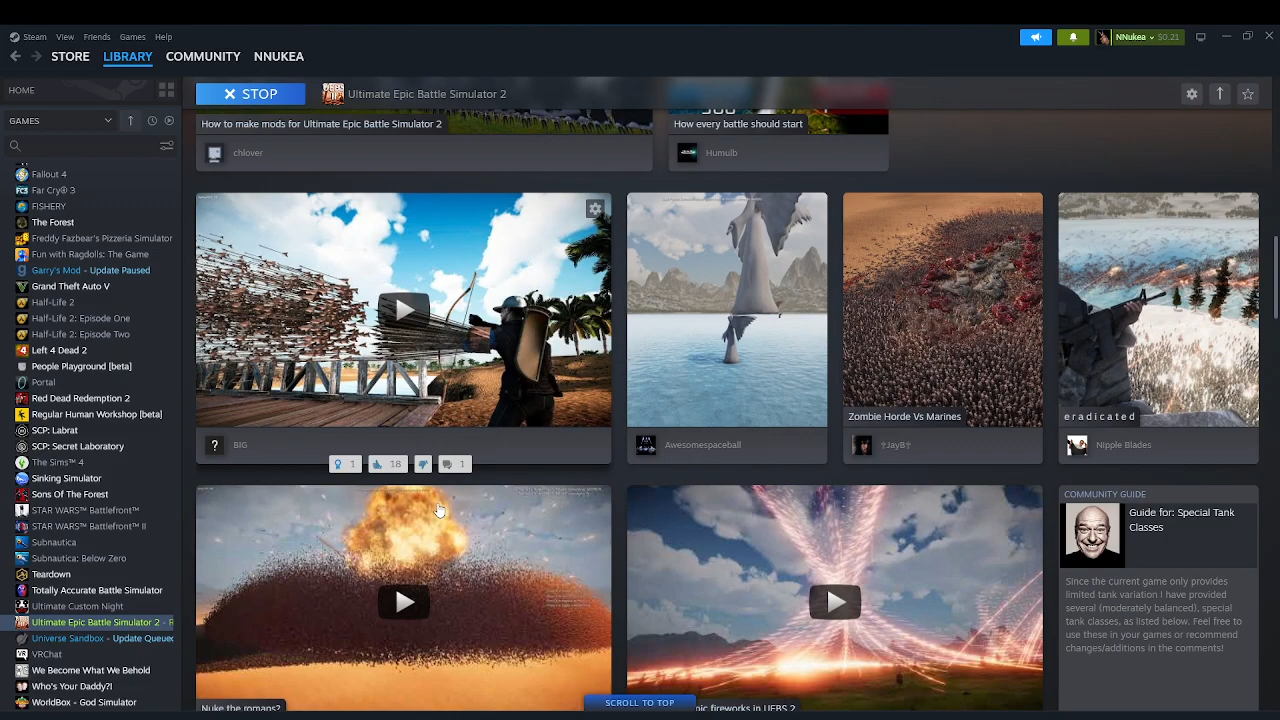 Steam View Friends Games Help
NNukea $0.21
STORE LIBRARY COMMUNITY NNUKEA
HOME
STOP
Ultimate Epic Battle Simulator 2
GAMES
Fallout 4
Far Cry® 3
FISHERY
The Forest
Freddy Fazbear's Pizzeria Simulator
Fun with Ragdolls: The Game
Garry's Mod - Update Paused
Grand Theft Auto V
Half-Life 2
Half-Life 2: Episode One
Half-Life 2: Episode Two
Left 4 Dead 2
People Playground [beta]
Portal
Red Dead Redemption 2
Regular Human Workshop [beta]
SCP: Labrat
SCP: Secret Laboratory
The Sims™ 4
Sinking Simulator
Sons Of The Forest
STAR WARS™ Battlefront™
STAR WARS™ Battlefront™ II
Subnautica
Subnautica: Below Zero
Teardown
Totally Accurate Battle Simulator
Ultimate Custom Night
Ultimate Epic Battle Simulator 2 - R
Universe Sandbox - Update Queued
VRChat
We Become What We Behold
Who's Your Daddy?!
WorldBox - God Simulator
How to make mods for Ultimate Epic Battle Simulator 2
chlover
How every battle should start
Humulb
BIG
1 18 1
Awesomespaceball
Zombie Horde Vs Marines
✞JayB✞
eradicated
Nipple Blades
Nuke the romans?
SCROLL TO TOP
pic fireworks in UEBS 2
COMMUNITY GUIDE
Guide for: Special Tank
Classes
Since the current game only provides
limited tank variation I have provided
several (moderately balanced), special
tank classes, as listed below. Feel free to
use these in your games or recommend
changes/additions in the comments!